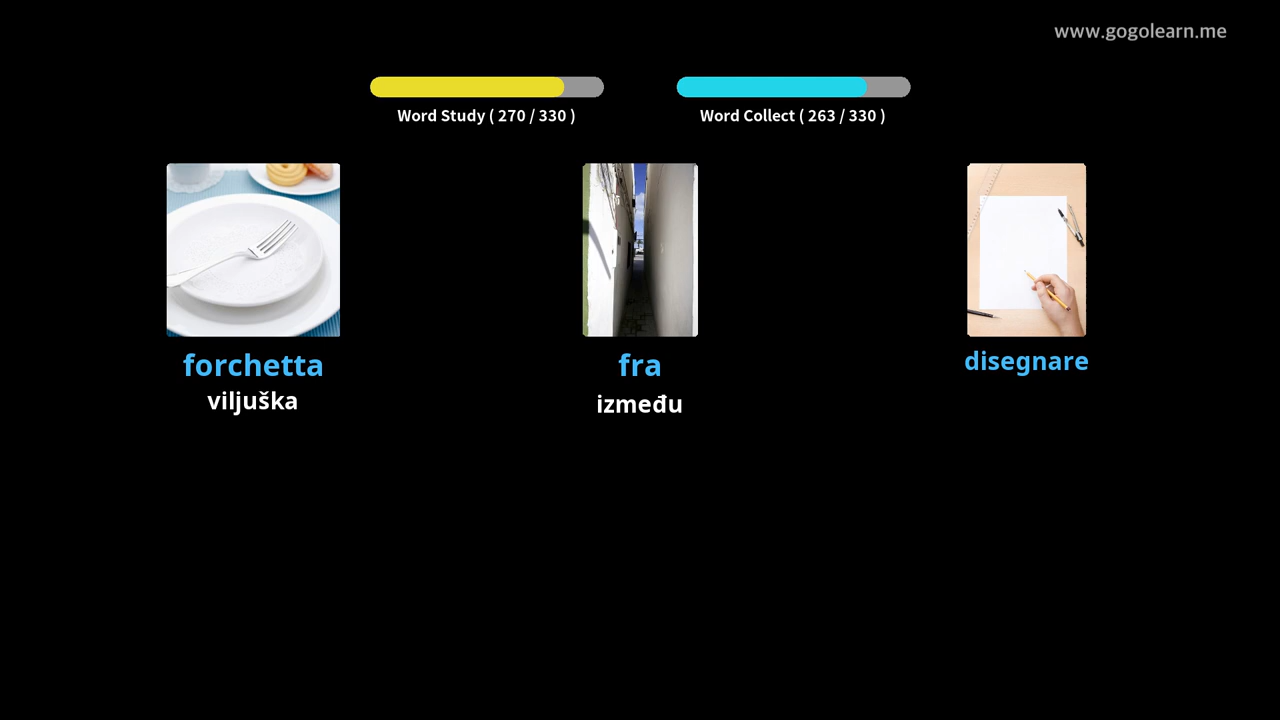 www.gogolearn.me
Word Study ( 270 / 330 )
Word Collect ( 263 / 330 )
forchetta
viljuška
fra
između
disegnare